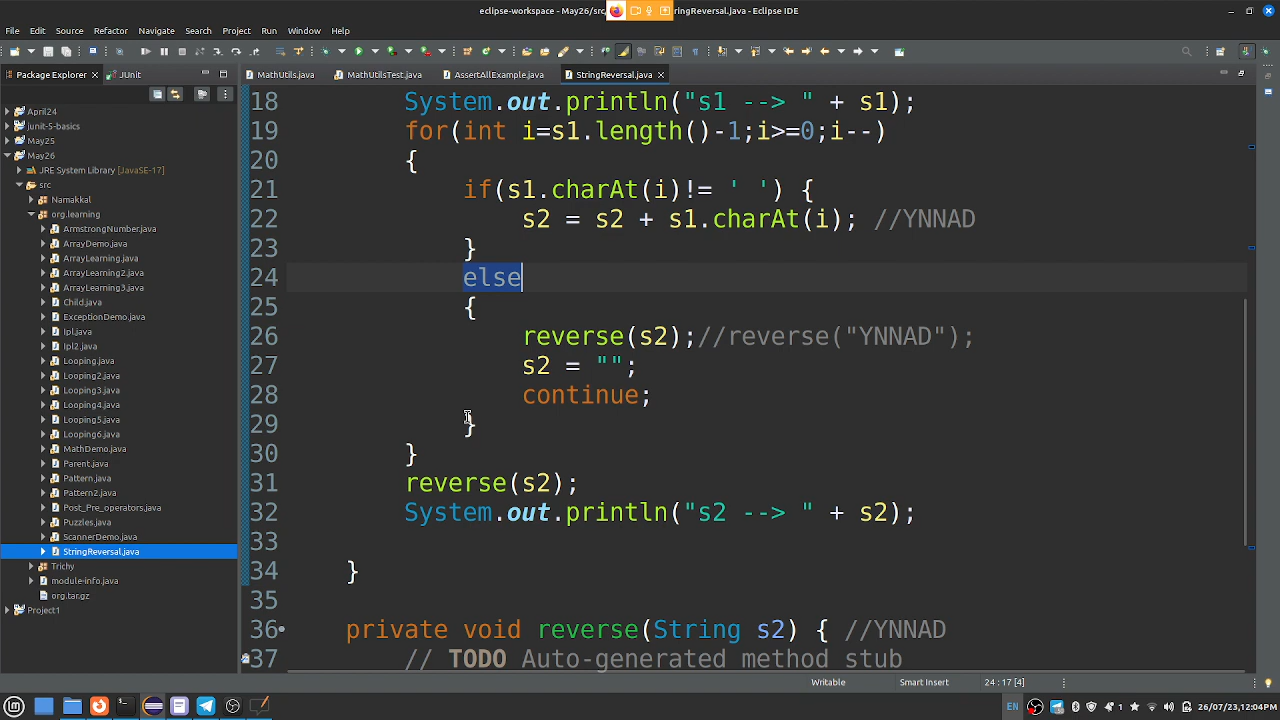 eclipse-workspace - May26/src
StringReversal.java - Eclipse IDE
File Edit Source Refactor Navigate Search Project Run Window Help
Package Explorer JUnit
MathUtils.java MathUtilsTest.java AssertAllExample.java StringReversal.java
April24
junit-5-basics
May25
May26
JRE System Library [JavaSE-17]
src
Namakkal
org.learning
ArmstrongNumber.java
ArrayDemo.java
ArrayLearning.java
ArrayLearning2.java
ArrayLearning3.java
Child.java
ExceptionDemo.java
Ipl.java
Ipl2.java
Looping.java
Looping2.java
Looping3.java
Looping4.java
Looping5.java
Looping6.java
MathDemo.java
Parent.java
Pattern.java
Pattern2.java
Post_Pre_operators.java
Puzzles.java
ScannerDemo.java
StringReversal.java
Trichy
module-info.java
org.tar.gz
Project1
18 System.out.println("s1 --> " + s1);
19 for(int i=s1.length()-1;i>=0;i--)
20 {
21 if(s1.charAt(i)!= ' ') {
22 s2 = s2 + s1.charAt(i); //YNNAD
23 }
24 else
25 {
26 reverse(s2);//reverse("YNNAD");
27 s2 = "";
28 continue;
29 }
30 }
31 reverse(s2);
32 System.out.println("s2 --> " + s2);
33
34 }
35
36 private void reverse(String s2) { //YNNAD
37 // TODO Auto-generated method stub
Writable Smart Insert 24 : 17 [4]
EN 1 26/07/23,12:04PM